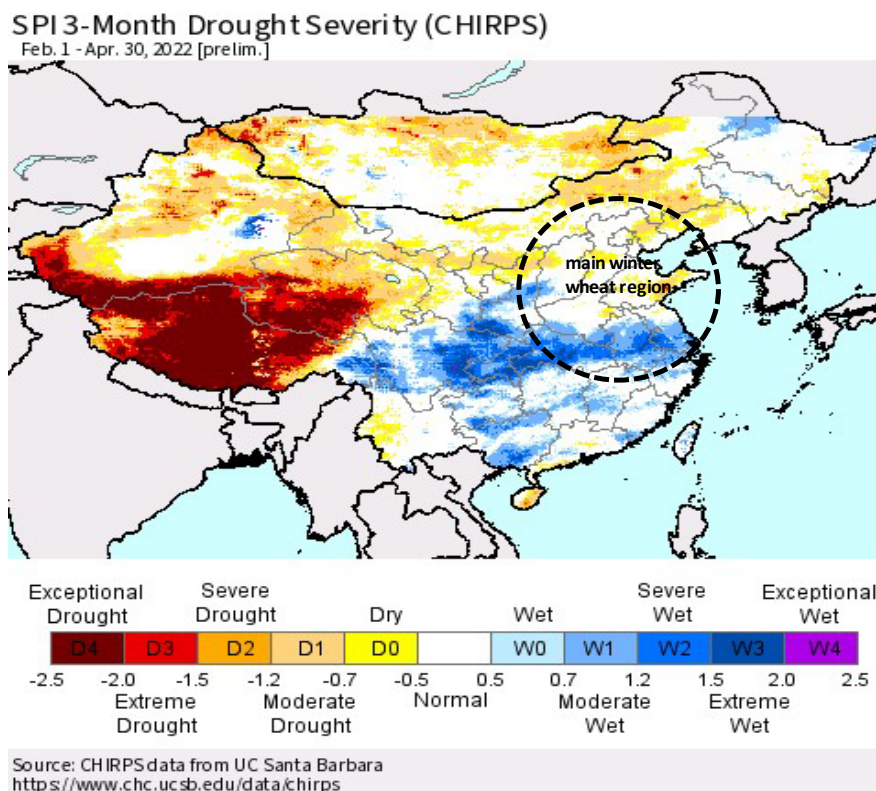 SPI 3-Month Drought Severity (CHIRPS)
Feb. 1 - Apr. 30, 2022 [prelim.]
main winter
wheat region
Exceptional Severe Severe Exceptional
Drought Drought Dry Wet Wet Wet
D4 D3 D2 D1 D0 W0 W1 W2 W3 W4
-2.5 -2.0 -1.5 -1.2 -0.7 -0.5 0.5 0.7 1.2 1.5 2.0 2.5
Extreme Moderate Normal Moderate Extreme
Drought Drought Wet Wet
Source: CHIRPS data from UC Santa Barbara
https://www.chc.ucsb.edu/data/chirps